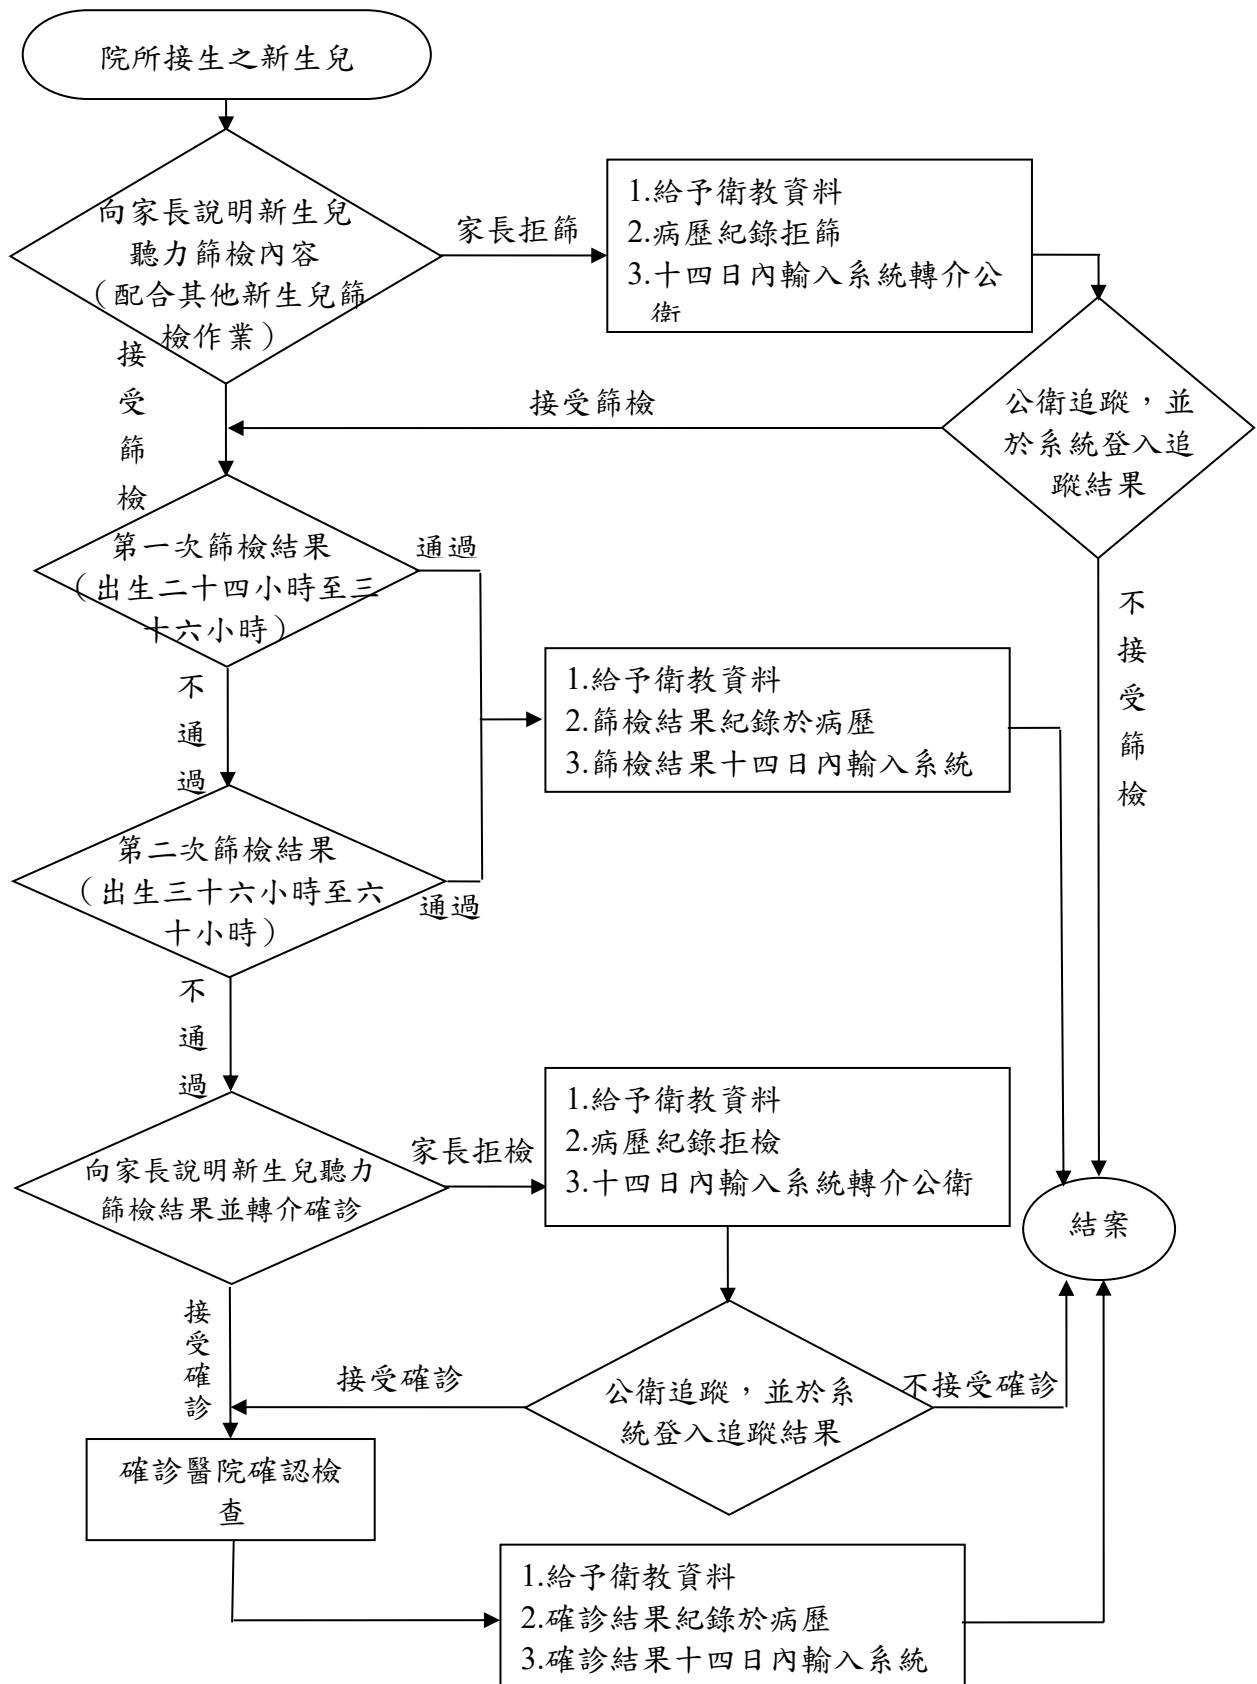 院所接生之新生兒
向家長說明新生兒
聽力篩檢內容
（配合其他新生兒篩
檢作業）
家長拒篩
1.給予衛教資料
2.病歷紀錄拒篩
3.十四日內輸入系統轉介公
衛
接受篩檢
接受篩檢
公衛追蹤，並
於系統登入追
蹤結果
第一次篩檢結果
（出生二十四小時至三
十六小時）
通過
不接受篩檢
不通過
1.給予衛教資料
2.篩檢結果紀錄於病歷
3.篩檢結果十四日內輸入系統
第二次篩檢結果
（出生三十六小時至六
十小時）
通過
不通過
向家長說明新生兒聽力
篩檢結果並轉介確診
家長拒檢
1.給予衛教資料
2.病歷紀錄拒檢
3.十四日內輸入系統轉介公衛
結案
接受確診
接受確診
公衛追蹤，並於系
統登入追蹤結果
不接受確診
確診醫院確認檢
查
1.給予衛教資料
2.確診結果紀錄於病歷
3.確診結果十四日內輸入系統